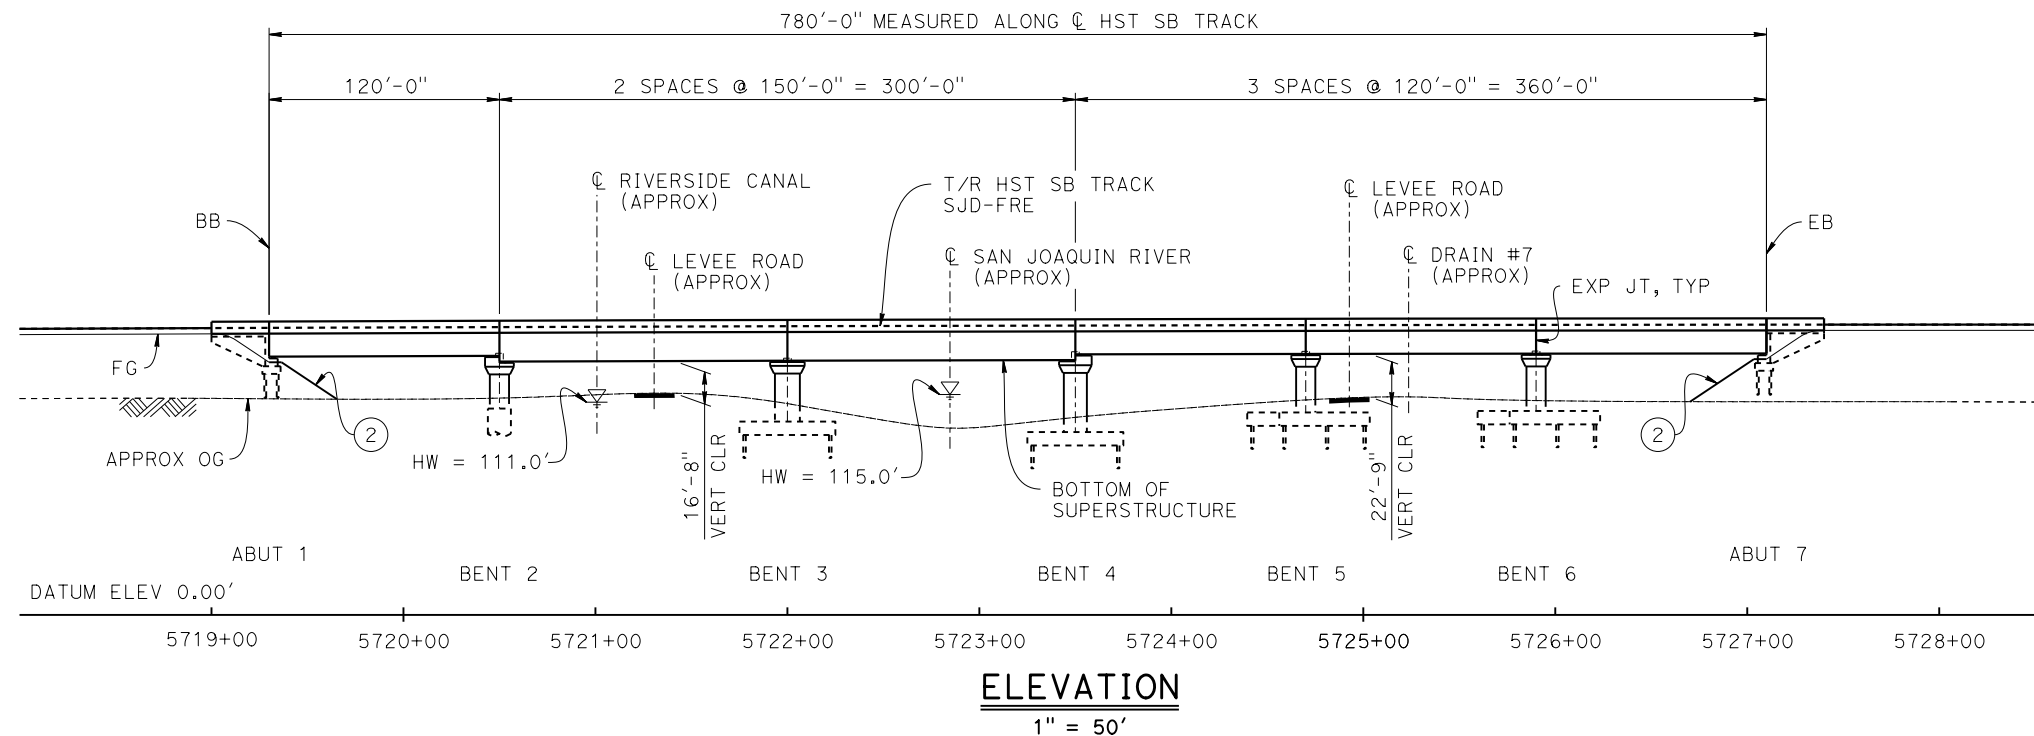 780'-0" MEASURED ALONG ℄ HST SB TRACK
120'-0"
2 SPACES @ 150'-0" = 300'-0"
3 SPACES @ 120'-0" = 360'-0"
℄ RIVERSIDE CANAL
(APPROX)
T/R HST SB TRACK
SJD-FRE
℄ LEVEE ROAD
(APPROX)
BB
EB
℄ LEVEE ROAD
(APPROX)
℄ SAN JOAQUIN RIVER
(APPROX)
℄ DRAIN #7
(APPROX)
EXP JT, TYP
FG
2
2
APPROX OG
HW = 111.0'
16'-8"
VERT CLR
HW = 115.0'
BOTTOM OF
SUPERSTRUCTURE
22'-9"
VERT CLR
ABUT 1
BENT 2
BENT 3
BENT 4
BENT 5
BENT 6
ABUT 7
DATUM ELEV 0.00'
5719+00
5720+00
5721+00
5722+00
5723+00
5724+00
5725+00
5726+00
5727+00
5728+00
ELEVATION
1" = 50'